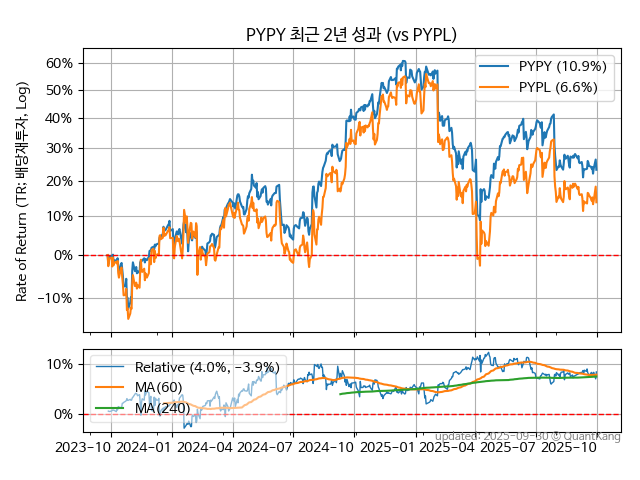 PYPY 최근 2년 성과 (vs PYPL)
Rate of Return (TR: 배당재투자, Log)
60%
50%
40%
30%
20%
10%
0%
−10%
PYPY (10.9%)
PYPL (6.6%)
10%
0%
Relative (4.0%, −3.9%)
MA(60)
MA(240)
2023-10 2024-01 2024-04 2024-07 2024-10 2025-01 2025-04 2025-07 2025-10
updated: 2025-09-30 © QuantKang